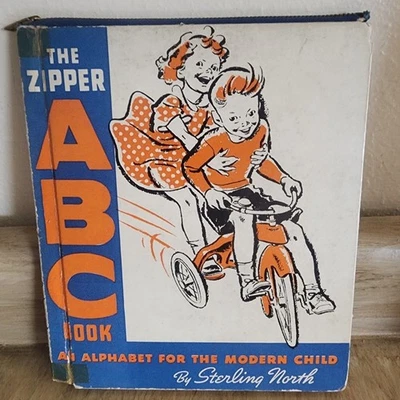 THE
ZIPPER
A
B
C
BOOK
AN ALPHABET FOR THE MODERN CHILD
By Sterling North